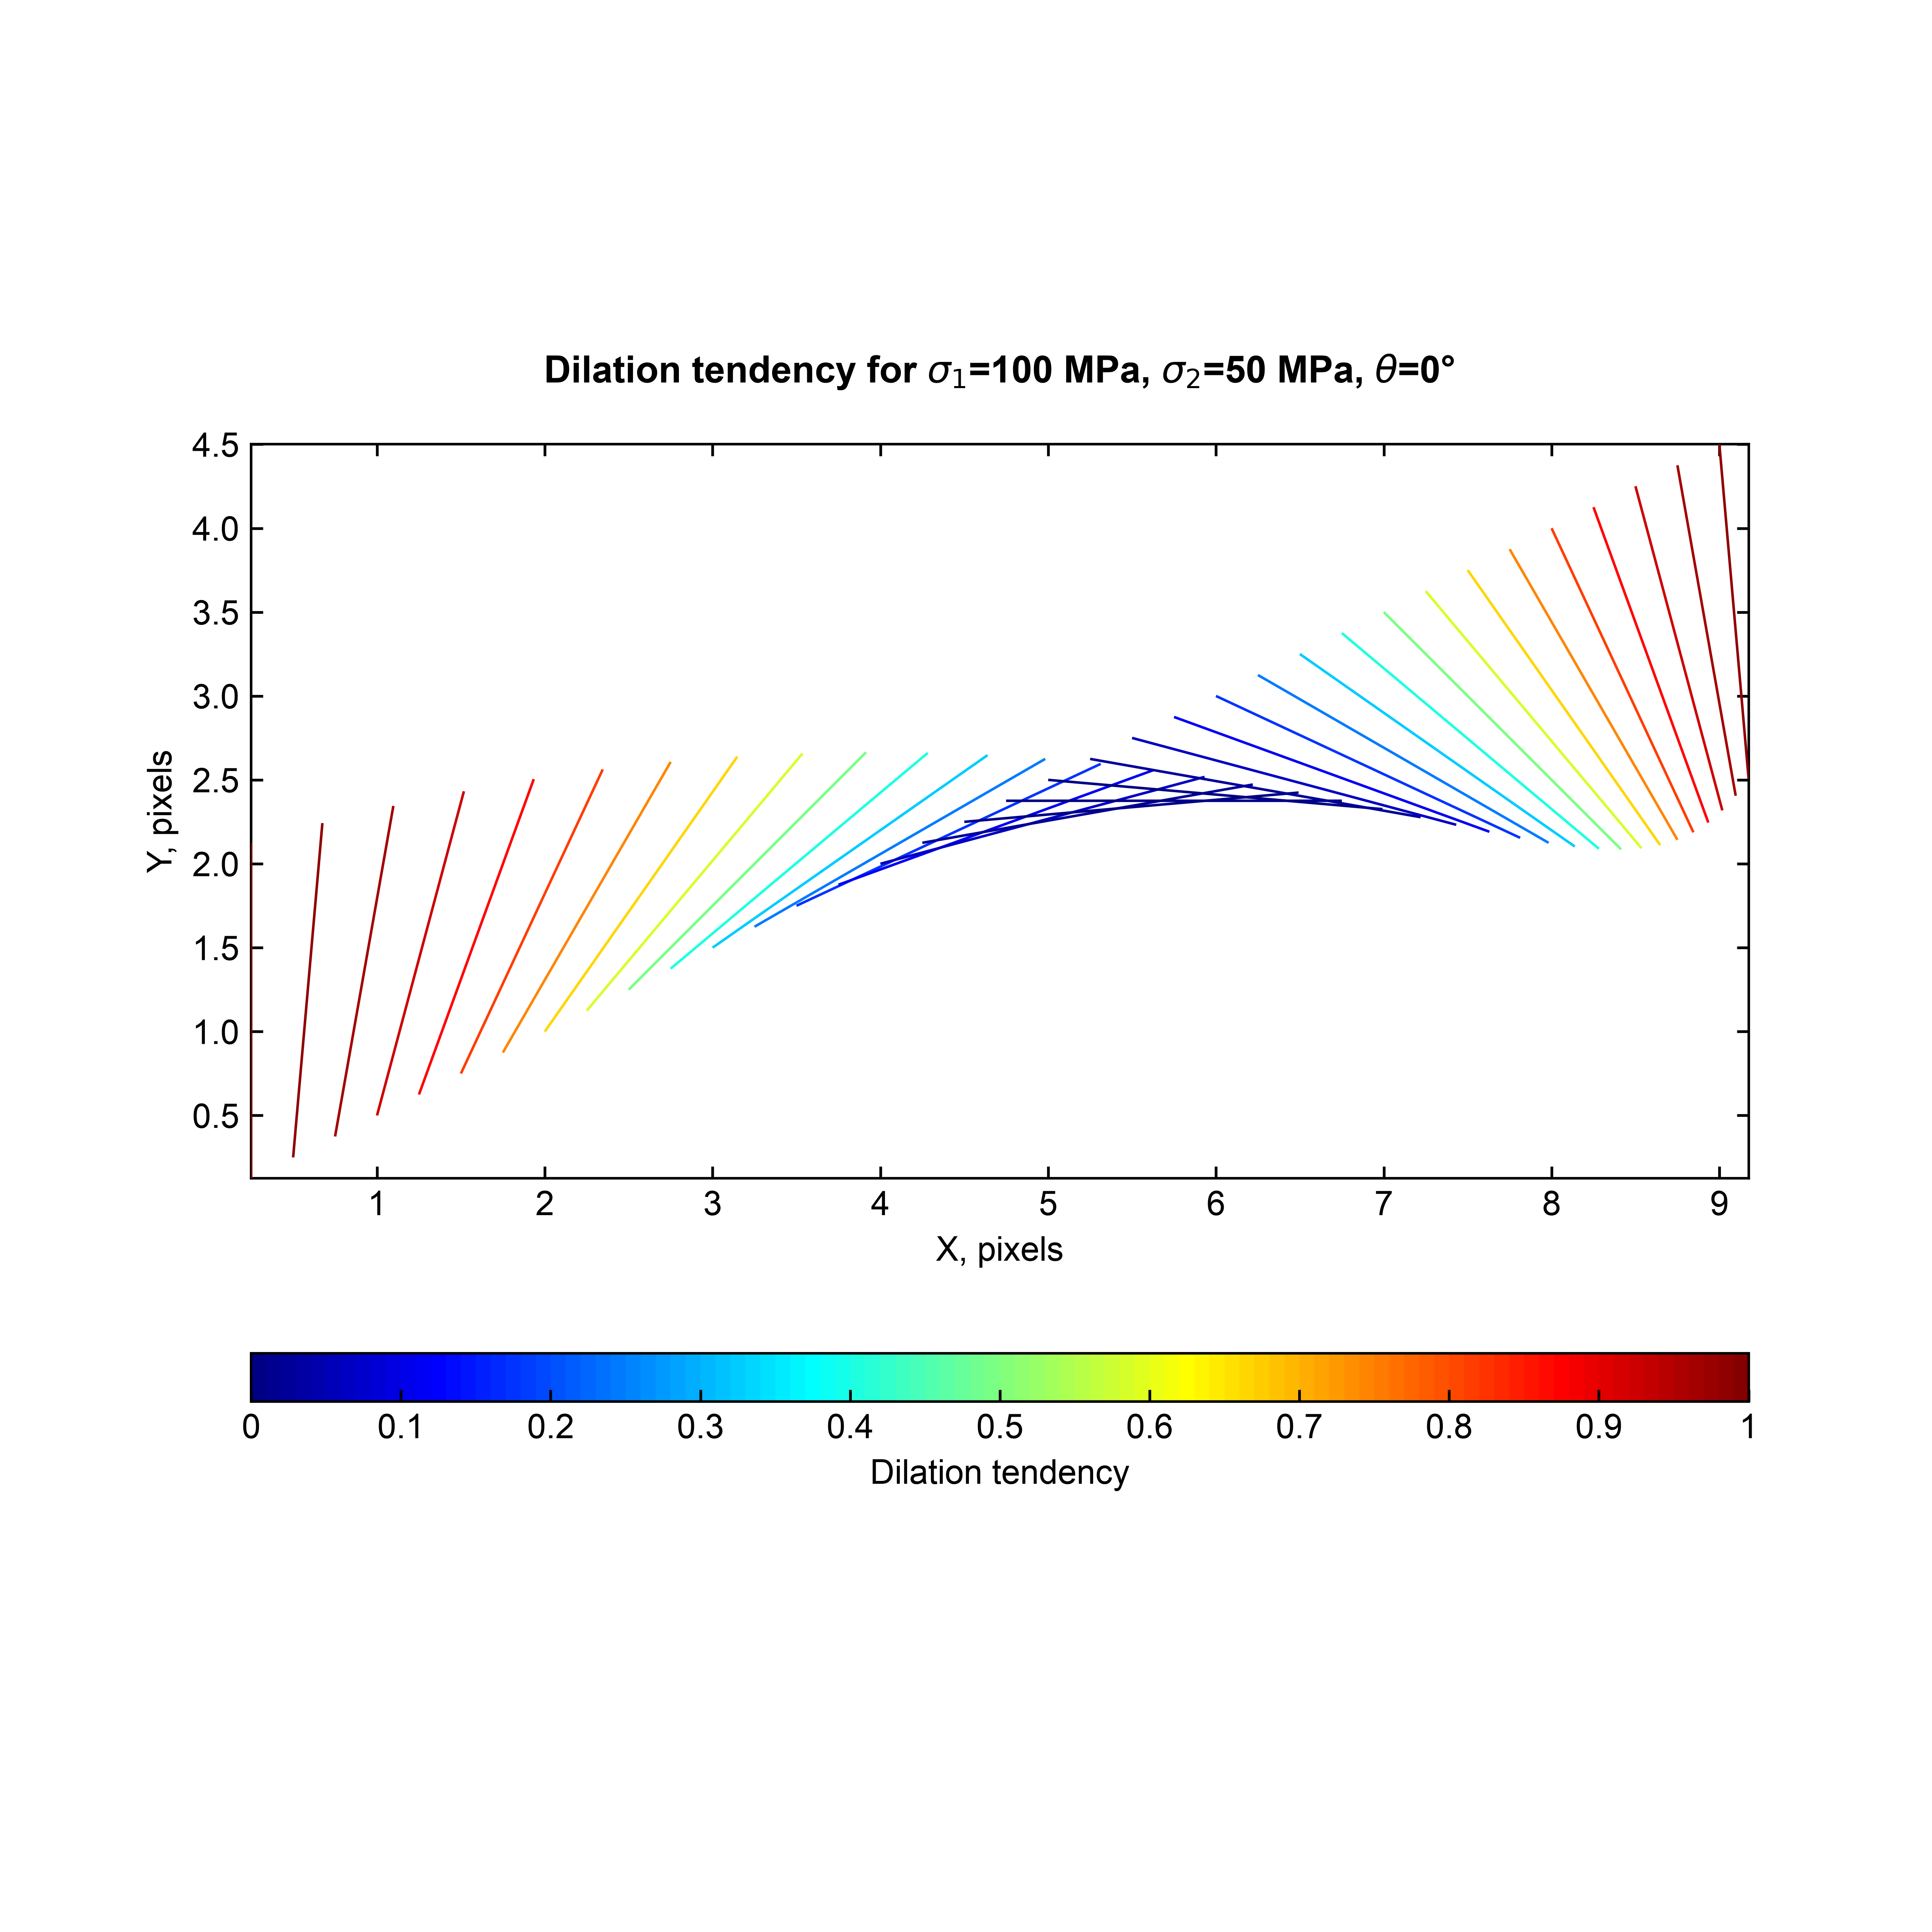 Dilation tendency for σ₁=100 MPa, σ₂=50 MPa, θ=0°
4.5
4.0
3.5
3.0
2.5
2.0
1.5
1.0
0.5
Y, pixels
1 2 3 4 5 6 7 8 9
X, pixels
0 0.1 0.2 0.3 0.4 0.5 0.6 0.7 0.8 0.9 1
Dilation tendency